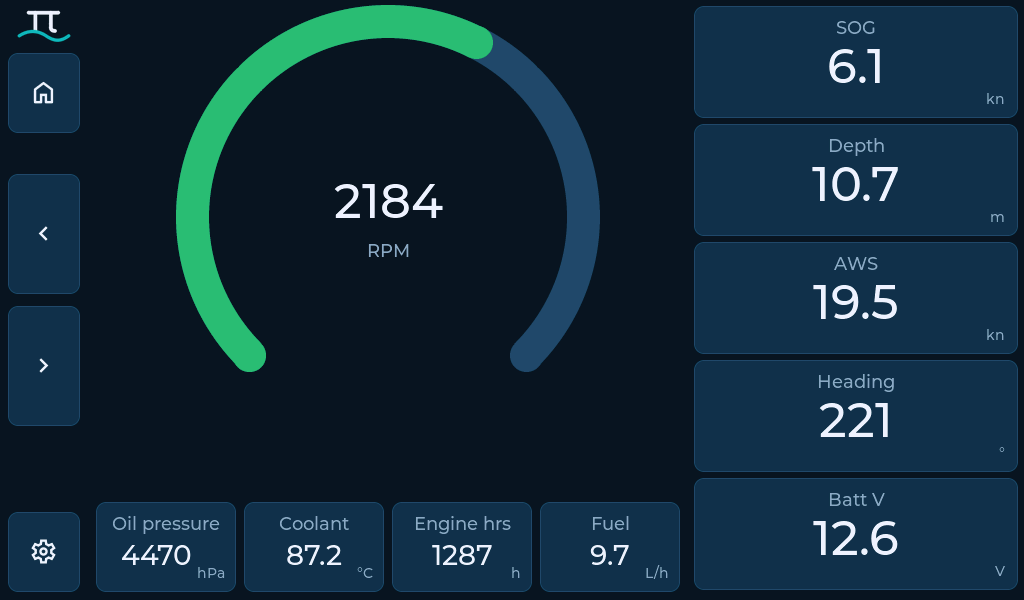 2184
RPM
SOG
6.1
kn
Depth
10.7
m
AWS
19.5
kn
Heading
221
°
Batt V
12.6
V
Oil pressure
4470
hPa
Coolant
87.2
°C
Engine hrs
1287
h
Fuel
9.7
L/h